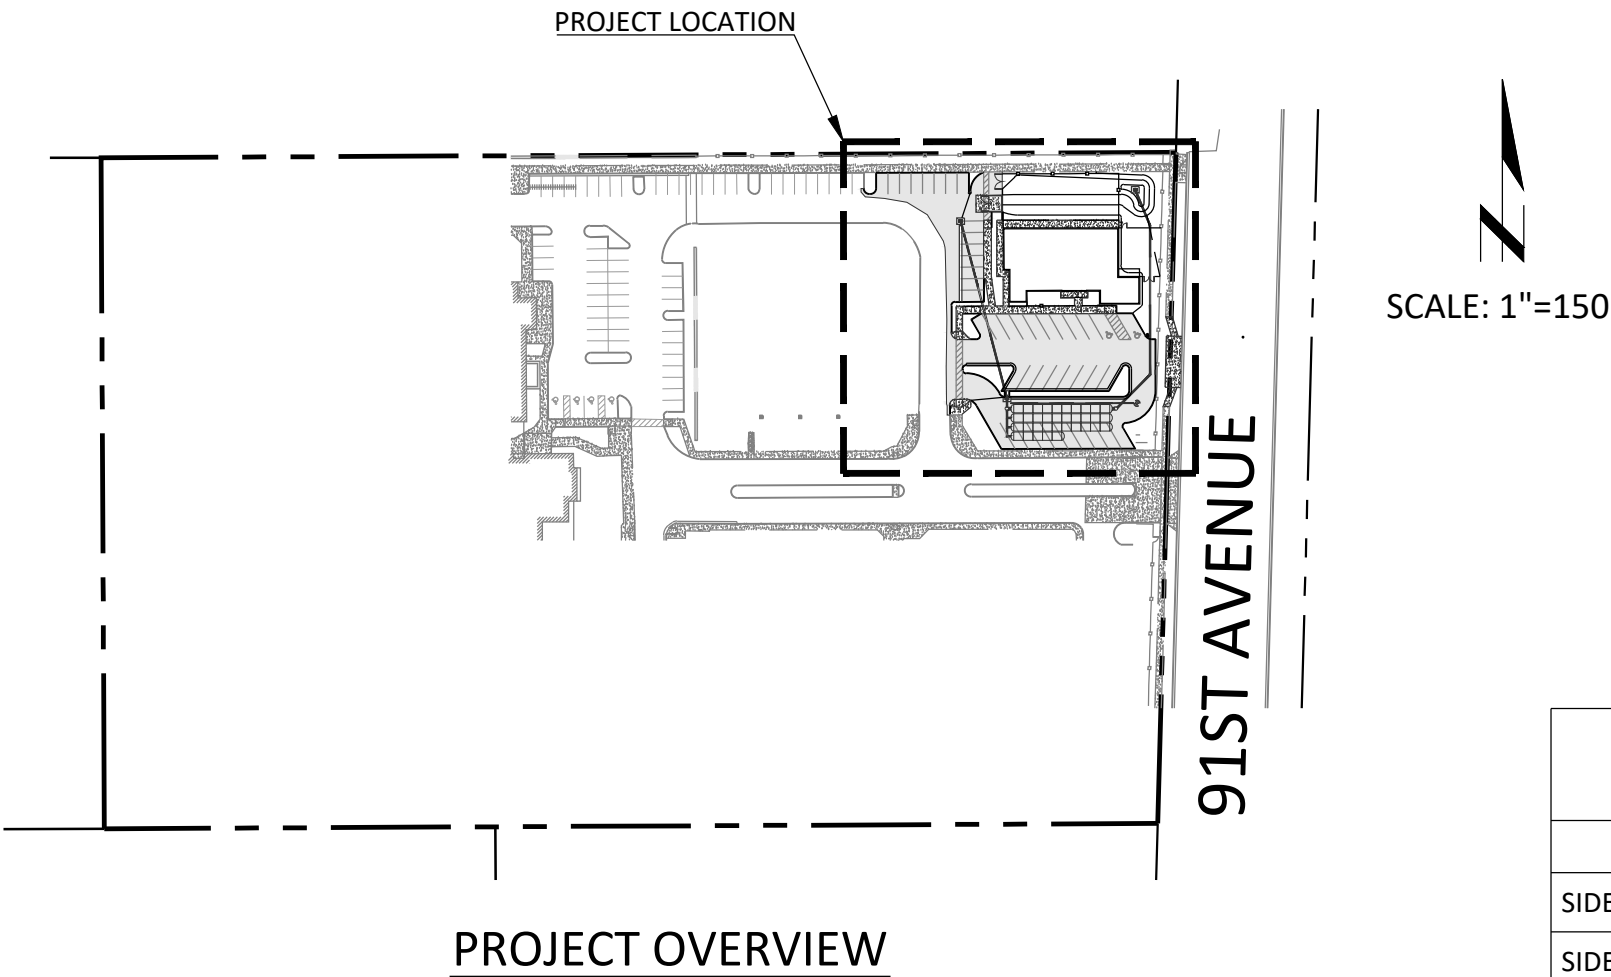 PROJECT LOCATION
SCALE: 1"=150
91ST AVENUE
SIDE
SIDE
PROJECT OVERVIEW